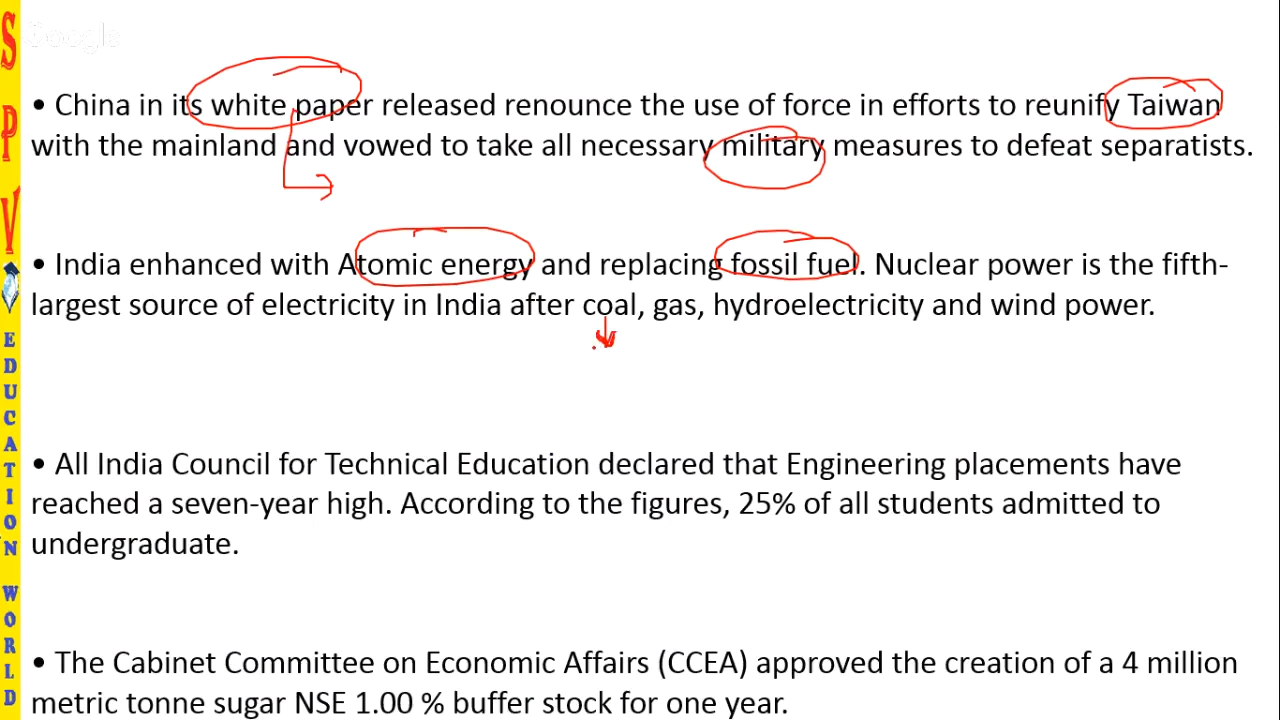 Google
• China in its white paper released renounce the use of force in efforts to reunify Taiwan
with the mainland and vowed to take all necessary military measures to defeat separatists.
• India enhanced with Atomic energy and replacing fossil fuel. Nuclear power is the fifth-
largest source of electricity in India after coal, gas, hydroelectricity and wind power.
• All India Council for Technical Education declared that Engineering placements have
reached a seven-year high. According to the figures, 25% of all students admitted to
undergraduate.
• The Cabinet Committee on Economic Affairs (CCEA) approved the creation of a 4 million
metric tonne sugar NSE 1.00 % buffer stock for one year.
SPV EDUCATION WORLD